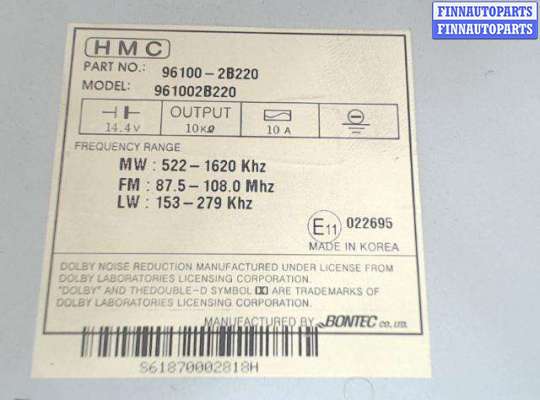 FINNAUTOPARTS
FINNAUTOPARTS
HMC
PART NO.: 96100-2B220
MODEL: 961002B220
14.4V
OUTPUT
10KΩ
10 A
FREQUENCY RANGE
MW : 522-1620 Khz
FM : 87.5-108.0 Mhz
LW : 153-279 Khz
E11 022695
MADE IN KOREA
DOLBY NOISE REDUCTION MANUFACTURED UNDER LICENSE FROM
DOLBY LABORATORIES LICENSING CORPORATION.
"DOLBY" AND THEDOUBLE-D SYMBOL ARE TRADEMARKS OF
DOLBY LABORATORIES LICENSING CORPORATION.
MANUFACTURED BY BONTEC CO., LTD.
S61870002818H